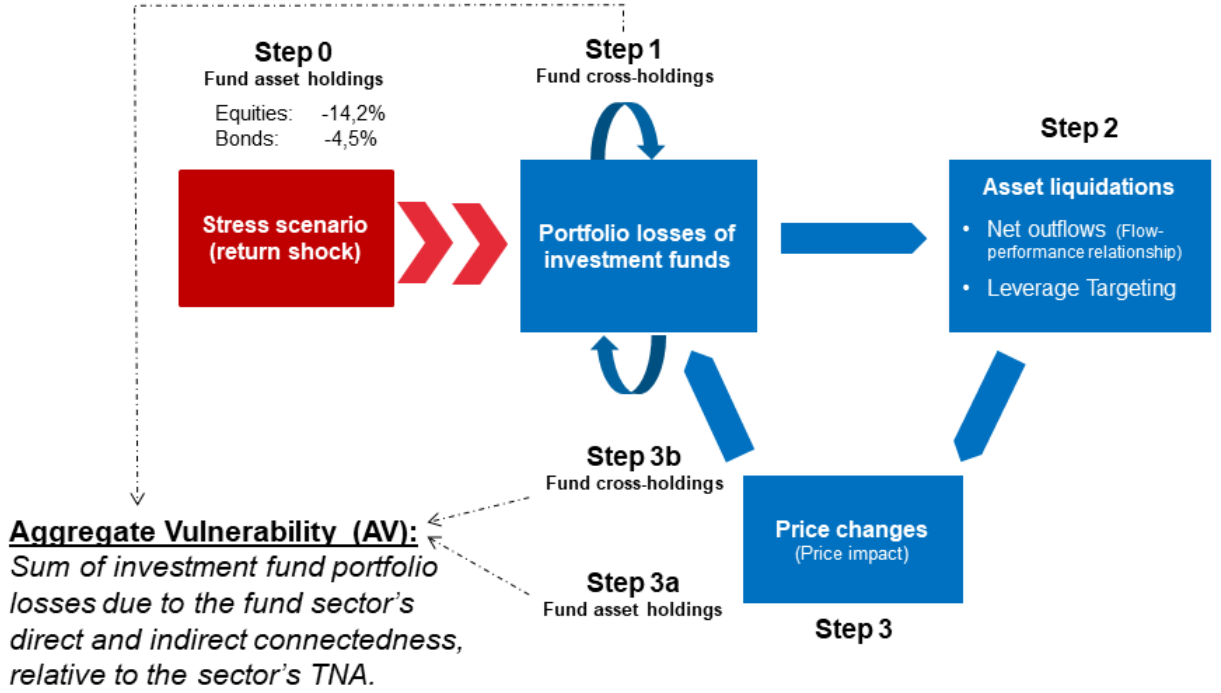 Step 0
Fund asset holdings
Equities: -14,2%
Bonds: -4,5%
Stress scenario
(return shock)
Step 1
Fund cross-holdings
Portfolio losses of
investment funds
Step 2
Asset liquidations
• Net outflows (Flow-
performance relationship)
• Leverage Targeting
Step 3b
Fund cross-holdings
Step 3a
Fund asset holdings
Price changes
(Price impact)
Step 3
Aggregate Vulnerability (AV):
Sum of investment fund portfolio
losses due to the fund sector’s
direct and indirect connectedness,
relative to the sector’s TNA.